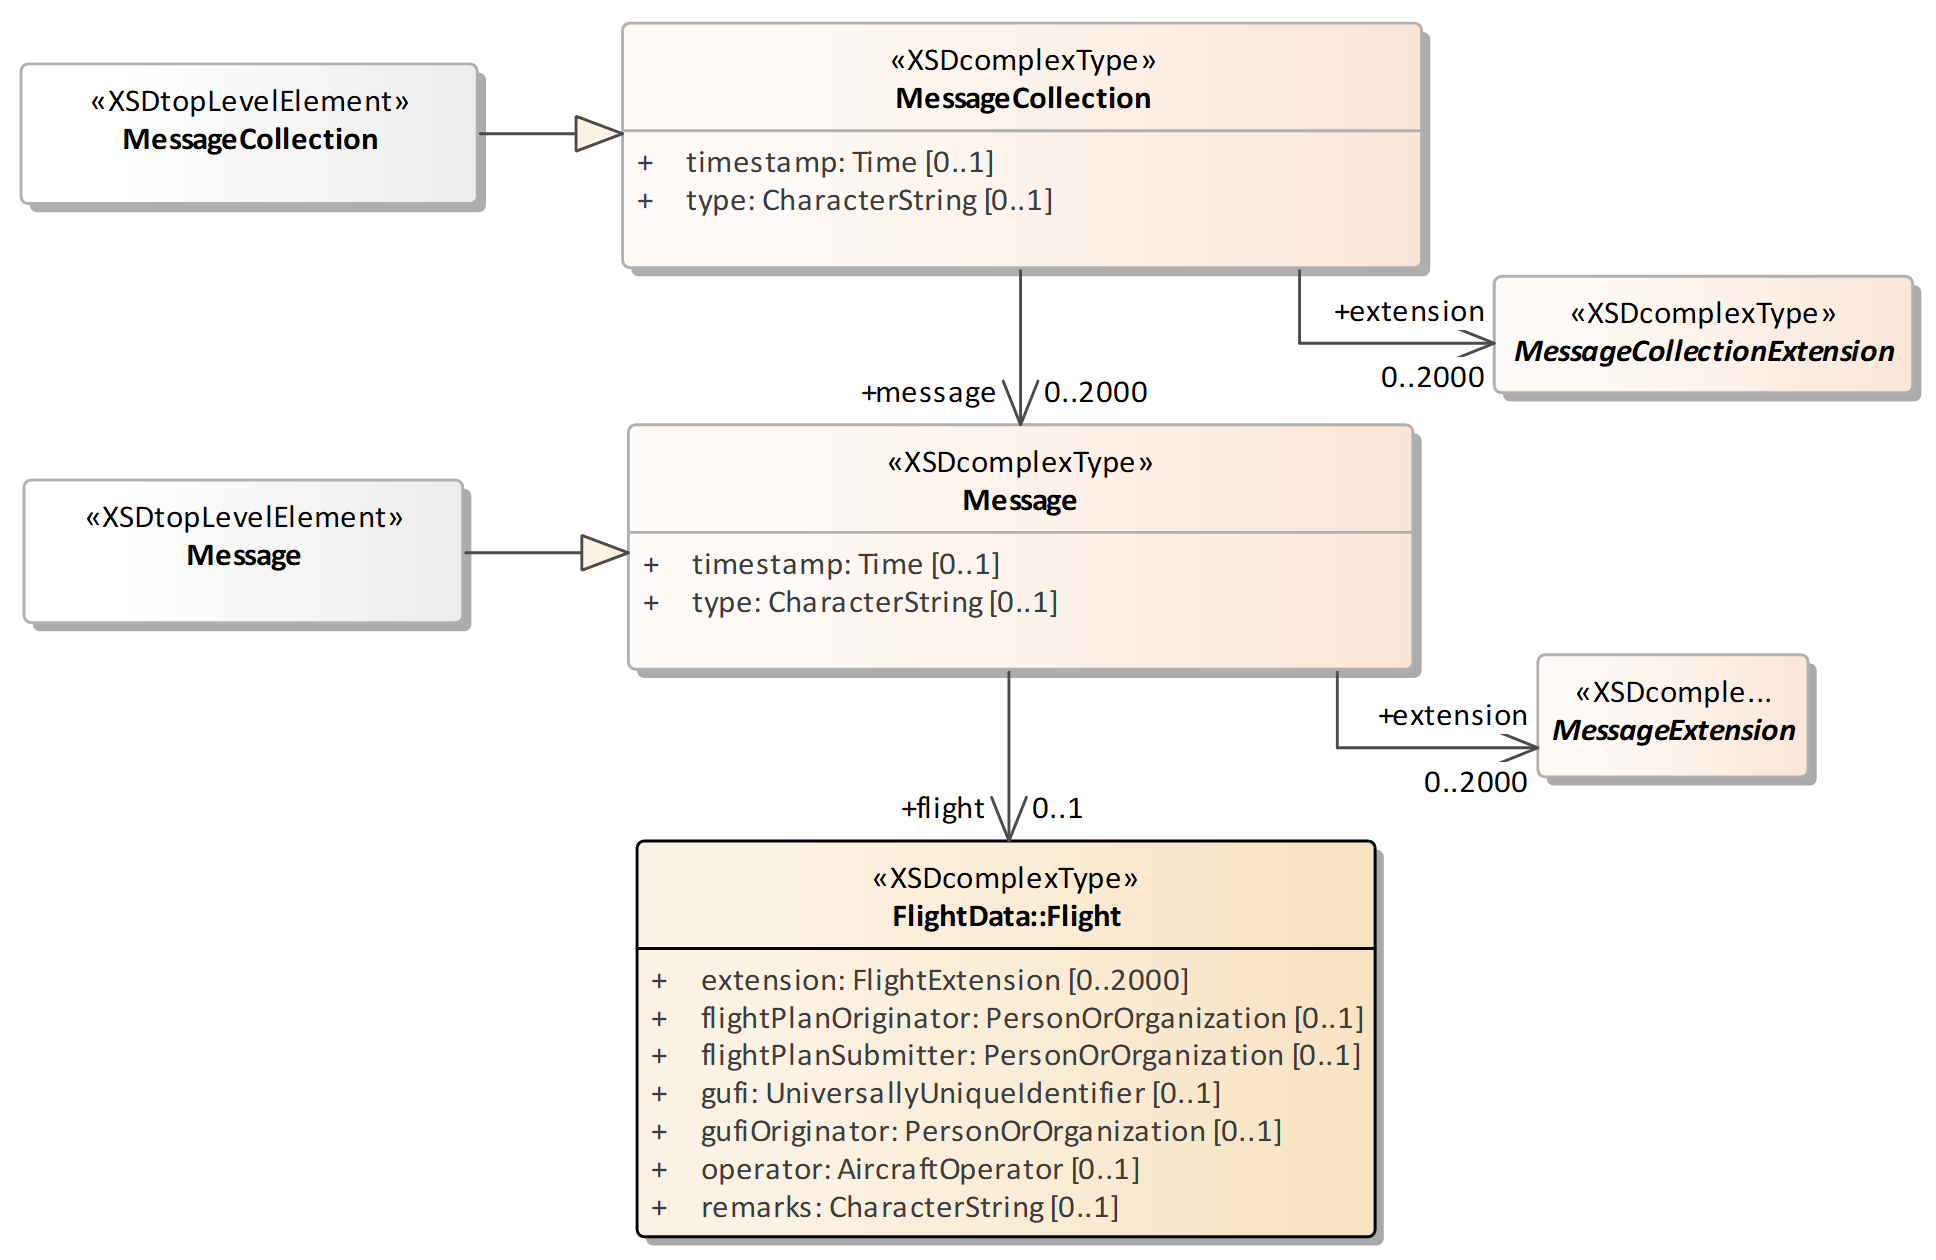 «XSDtopLevelElement»
MessageCollection
«XSDcomplexType»
MessageCollection
+ timestamp: Time [0..1]
+ type: CharacterString [0..1]
+extension
0..2000
«XSDcomplexType»
MessageCollectionExtension
+message 0..2000
«XSDtopLevelElement»
Message
«XSDcomplexType»
Message
+ timestamp: Time [0..1]
+ type: CharacterString [0..1]
+extension
0..2000
«XSDcomple...
MessageExtension
+flight 0..1
«XSDcomplexType»
FlightData::Flight
+ extension: FlightExtension [0..2000]
+ flightPlanOriginator: PersonOrOrganization [0..1]
+ flightPlanSubmitter: PersonOrOrganization [0..1]
+ gufi: UniversallyUniqueIdentifier [0..1]
+ gufiOriginator: PersonOrOrganization [0..1]
+ operator: AircraftOperator [0..1]
+ remarks: CharacterString [0..1]